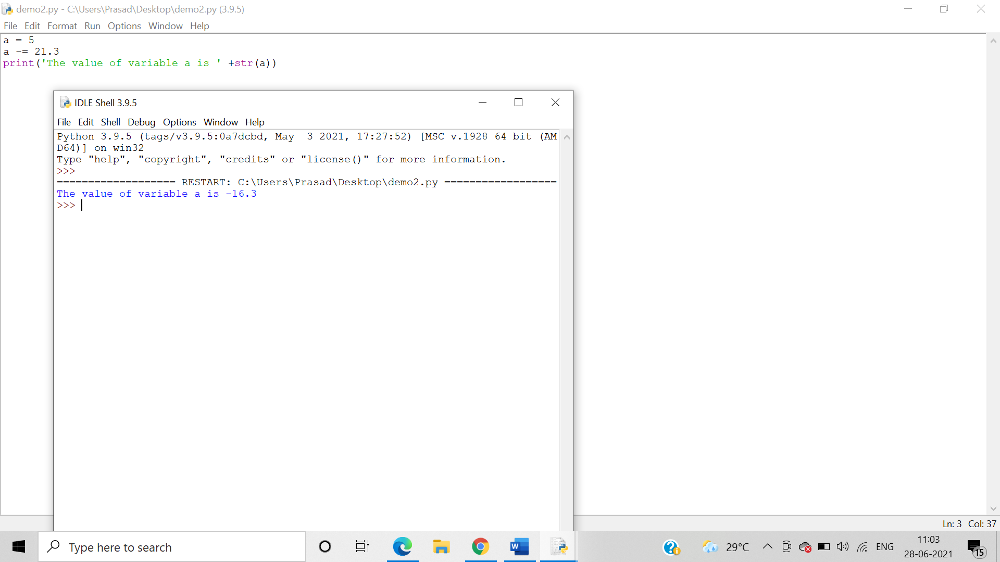 demo2.py - C:\Users\Prasad\Desktop\demo2.py (3.9.5)
File Edit Format Run Options Window Help
a = 5
a -= 21.3
print('The value of variable a is ' +str(a))
IDLE Shell 3.9.5
File Edit Shell Debug Options Window Help
Python 3.9.5 (tags/v3.9.5:0a7dcbd, May  3 2021, 17:27:52) [MSC v.1928 64 bit (AM
D64)] on win32
Type "help", "copyright", "credits" or "license()" for more information.
>>>
=================== RESTART: C:\Users\Prasad\Desktop\demo2.py ==================
The value of variable a is -16.3
>>>
Ln: 3 Col: 37
Type here to search
29°C
ENG
11:03
28-06-2021
15